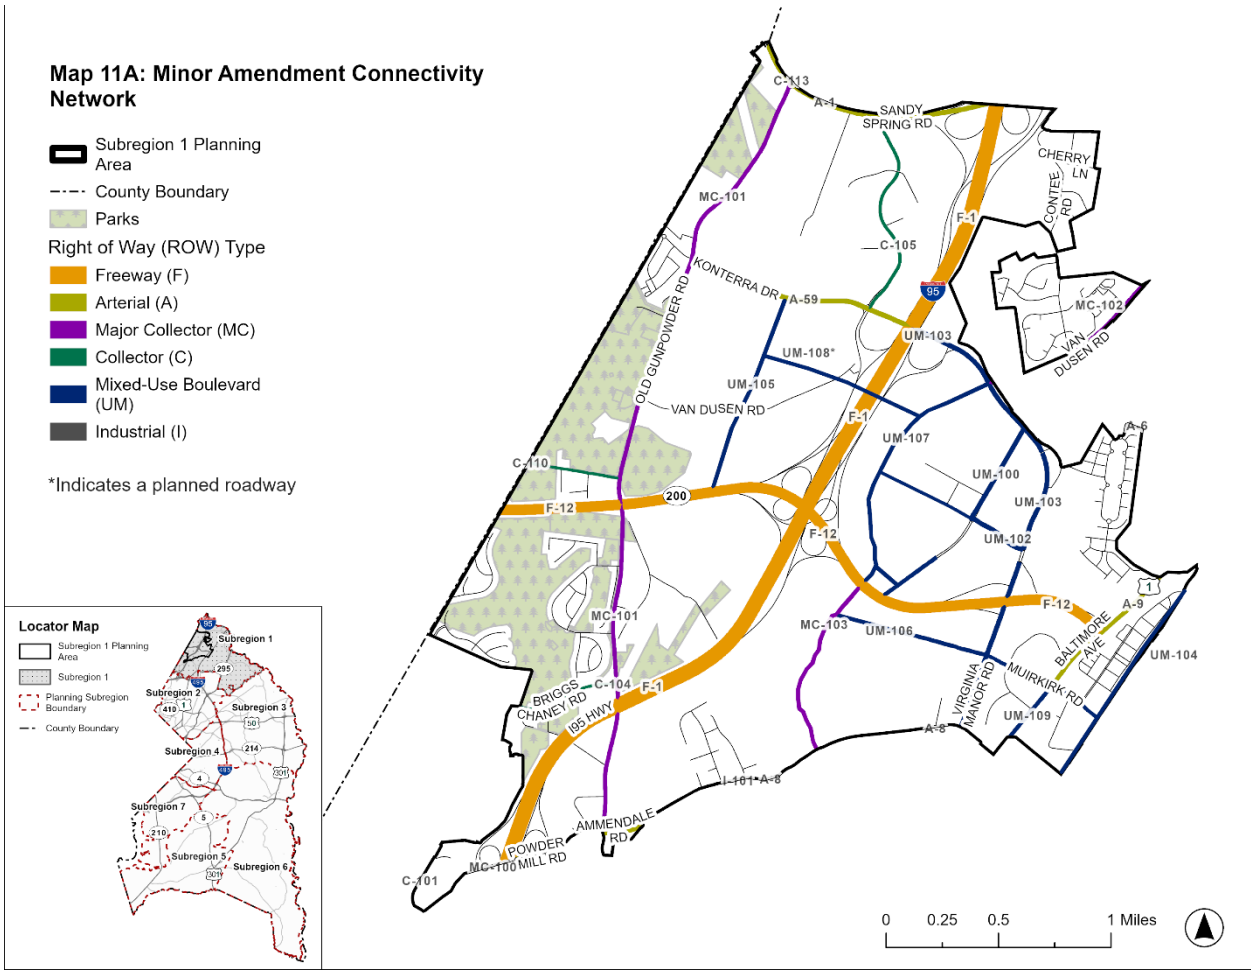 Map 11A: Minor Amendment Connectivity
Network
Subregion 1 Planning
Area
County Boundary
Parks
Right of Way (ROW) Type
Freeway (F)
Arterial (A)
Major Collector (MC)
Collector (C)
Mixed-Use Boulevard
(UM)
Industrial (I)
*Indicates a planned roadway
C-113
A-1
SANDY
SPRING RD
CHERRY
LN
CONTEE
RD
MC-101
F-1
C-105
KONTERRA DR
A-59
95
OLD GUNPOWDER RD
MC-102
VAN
DUSEN RD
UM-103
UM-108*
UM-105
VAN DUSEN RD
F-1
UM-107
A-6
C-110
UM-100
200
UM-103
F-12
F-12
UM-102
1
F-12
A-9
MC-101
MC-103
UM-106
BALTIMORE
AVE
UM-104
BRIGGS
CHANEY RD
C-104
F-1
I95 HWY
VIRGINIA
MANOR RD
MUIRKIRK RD
UM-109
A-8
I-101
A-8
AMMENDALE
RD
POWDER
MILL RD
MC-100
C-101
0 0.25 0.5 1 Miles
Locator Map
Subregion 1 Planning
Area
Subregion 1
Planning Subregion
Boundary
County Boundary
95
Subregion 1
295
495
Subregion 2
410
1
Subregion 3
50
Subregion 4
214
495
4
301
Subregion 7
5
210
Subregion 5
301
Subregion 6